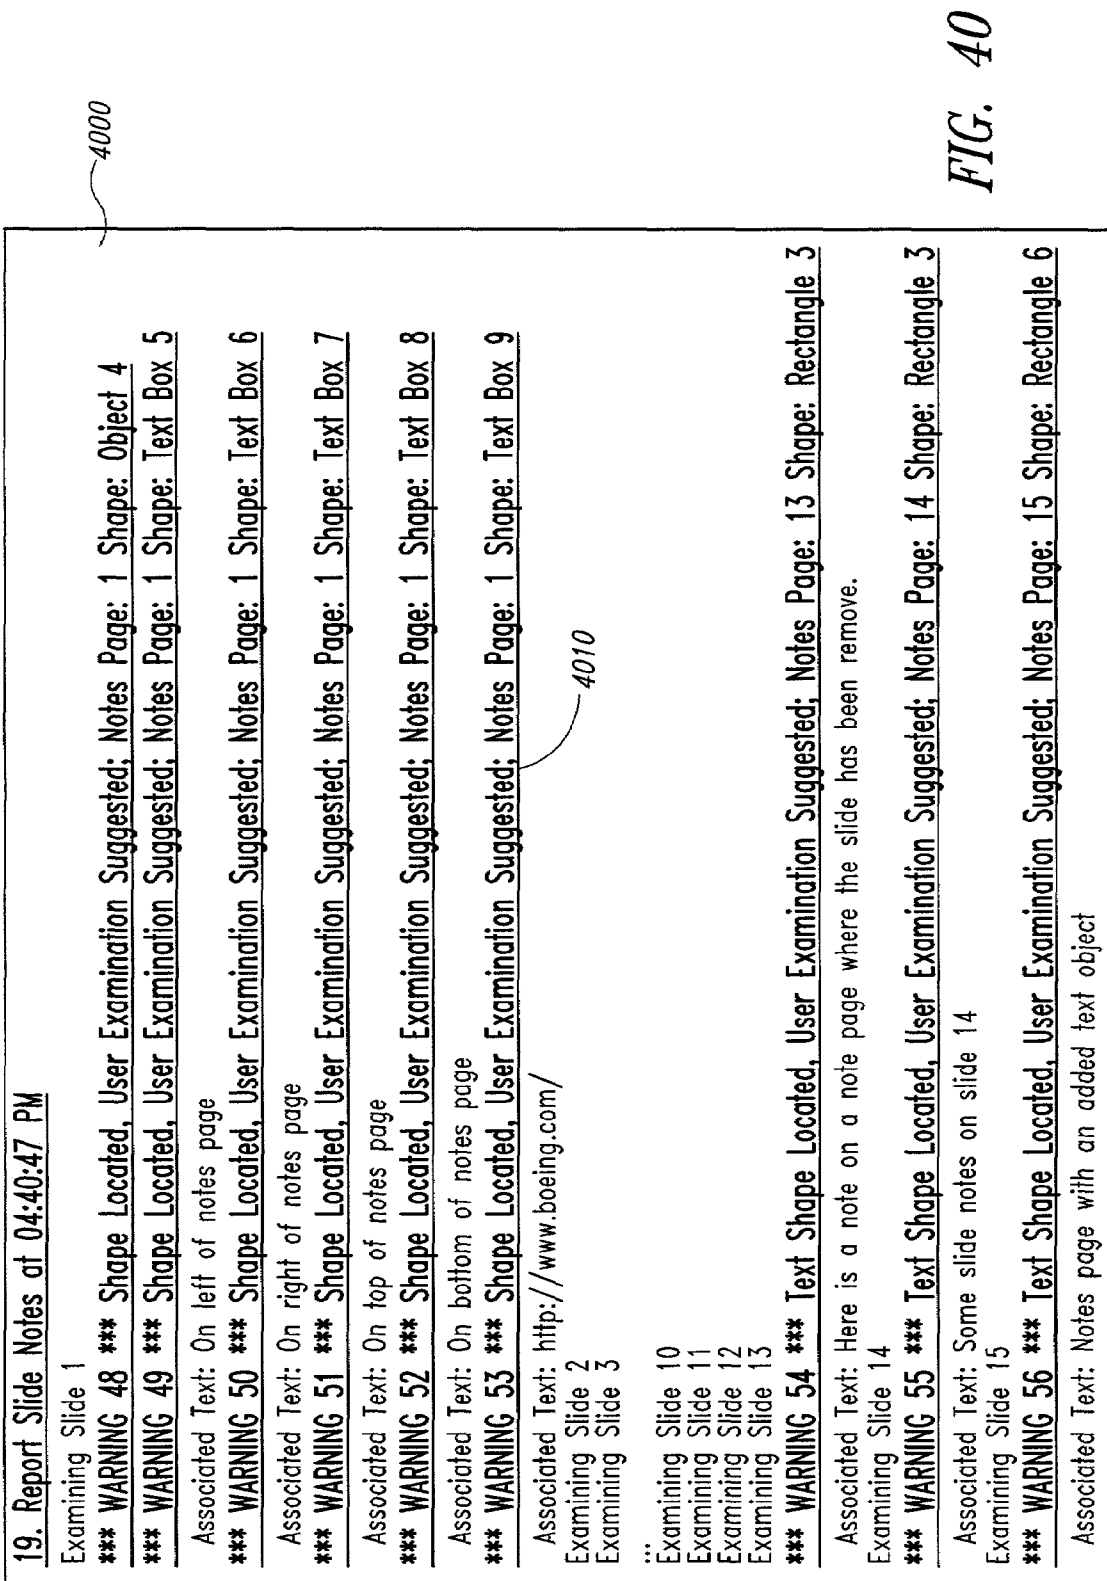 19. Report Slide Notes at 04:40:47 PM
Examining Slide 1
*** WARNING 48 *** Shape Located, User Examination Suggested; Notes Page: 1 Shape: Object 4
*** WARNING 49 *** Shape Located, User Examination Suggested; Notes Page: 1 Shape: Text Box 5
Associated Text: On left of notes page
*** WARNING 50 *** Shape Located, User Examination Suggested; Notes Page: 1 Shape: Text Box 6
Associated Text: On right of notes page
*** WARNING 51 *** Shape Located, User Examination Suggested; Notes Page: 1 Shape: Text Box 7
Associated Text: On top of notes page
*** WARNING 52 *** Shape Located, User Examination Suggested; Notes Page: 1 Shape: Text Box 8
Associated Text: On bottom of notes page
*** WARNING 53 *** Shape Located, User Examination Suggested; Notes Page: 1 Shape: Text Box 9
Associated Text: http://www.boeing.com/
Examining Slide 2
Examining Slide 3
...
Examining Slide 10
Examining Slide 11
Examining Slide 12
Examining Slide 13
*** WARNING 54 *** Text Shape Located, User Examination Suggested; Notes Page: 13 Shape: Rectangle 3
Associated Text: Here is a note on a note page where the slide has been remove.
Examining Slide 14
*** WARNING 55 *** Text Shape Located, User Examination Suggested; Notes Page: 14 Shape: Rectangle 3
Associated Text: Some slide notes on slide 14
Examining Slide 15
*** WARNING 56 *** Text Shape Located, User Examination Suggested; Notes Page: 15 Shape: Rectangle 6
Associated Text: Notes page with an added text object
4000
4010
FIG. 40